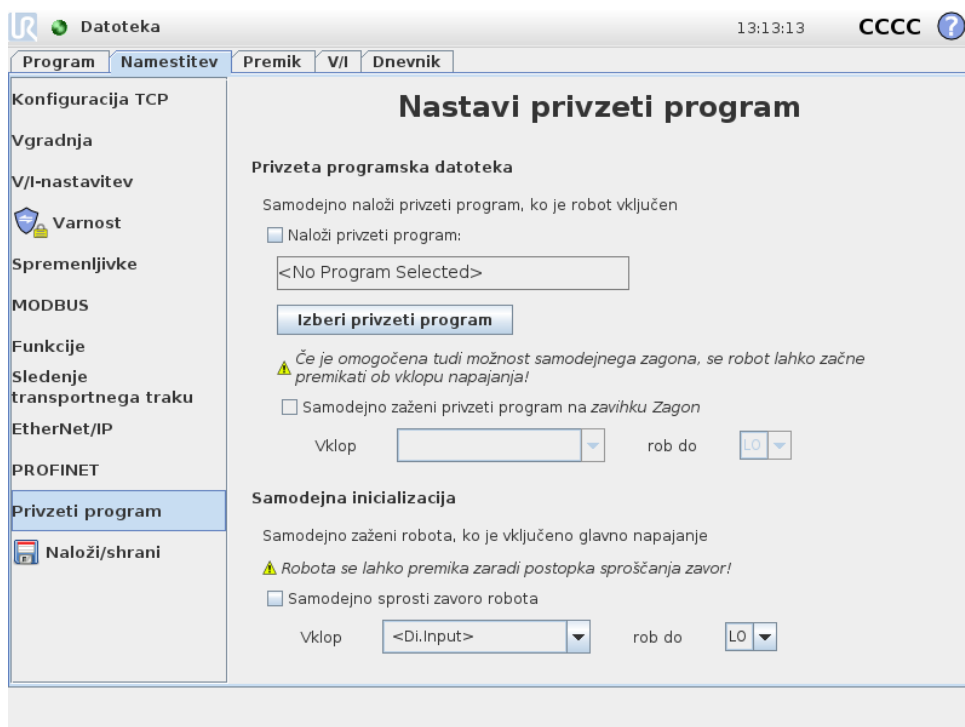 UR Datoteka 13:13:13 CCCC ?
Program Namestitev Premik V/I Dnevnik
Konfiguracija TCP
Vgradnja
V/I-nastavitev
Varnost
Spremenljivke
MODBUS
Funkcije
Sledenje
transportnega traku
EtherNet/IP
PROFINET
Privzeti program
Naloži/shrani
Nastavi privzeti program
Privzeta programska datoteka
Samodejno naloži privzeti program, ko je robot vključen
Naloži privzeti program:
<No Program Selected>
Izberi privzeti program
Če je omogočena tudi možnost samodejnega zagona, se robot lahko začne
premikati ob vklopu napajanja!
Samodejno zaženi privzeti program na zavihku Zagon
Vklop rob do LO
Samodejna inicializacija
Samodejno zaženi robota, ko je vključeno glavno napajanje
Robota se lahko premika zaradi postopka sproščanja zavor!
Samodejno sprosti zavoro robota
Vklop <Di.Input> rob do LO